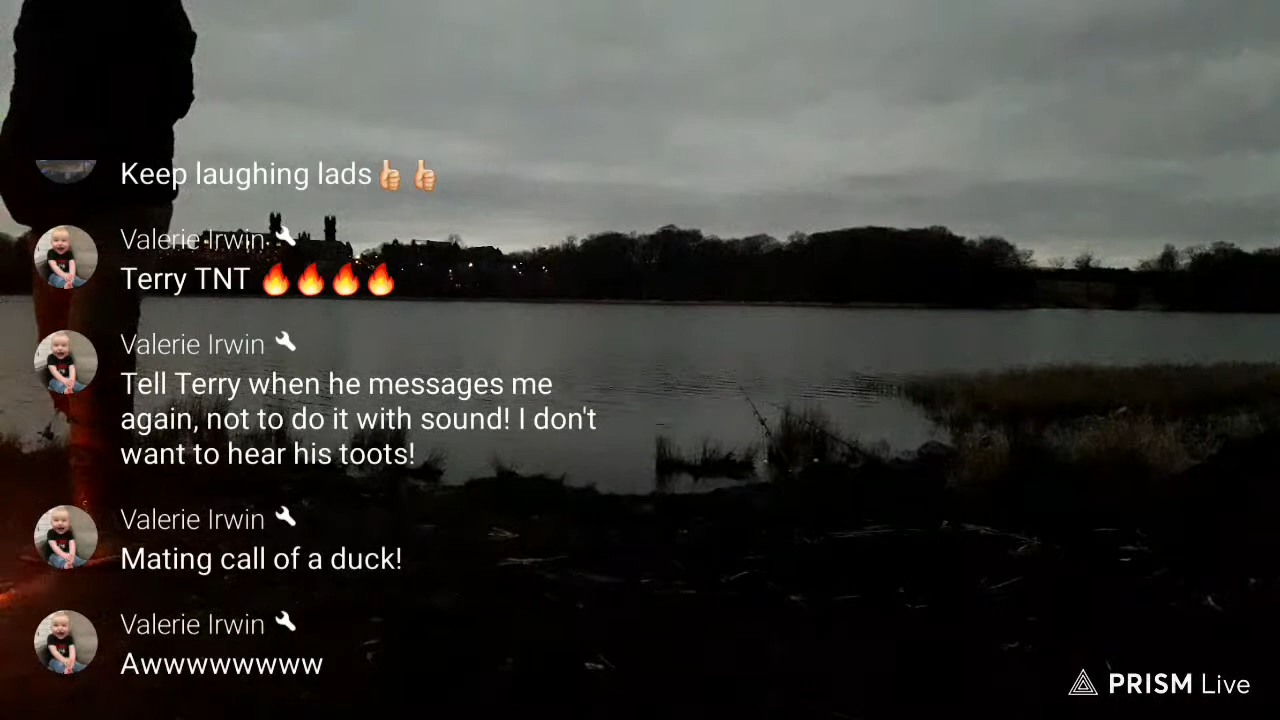 Keep laughing lads👍🏼👍🏼
Valerie Irwin
Terry TNT 🔥🔥🔥🔥
Valerie Irwin
Tell Terry when he messages me
again, not to do it with sound! I don't
want to hear his toots!
Valerie Irwin
Mating call of a duck!
Valerie Irwin
Awwwwwwww
PRISM Live